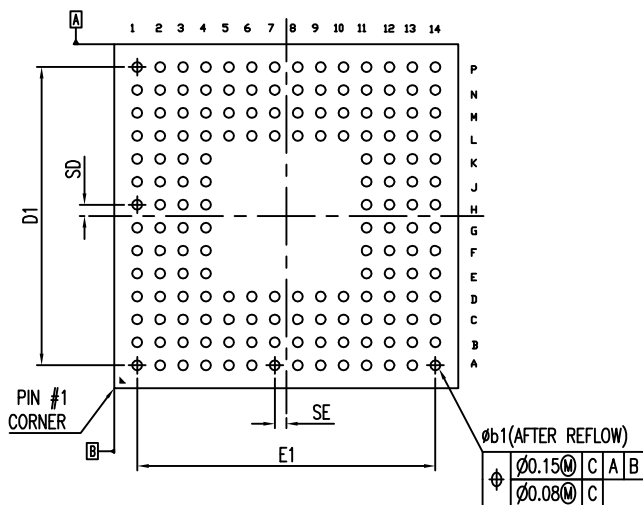 A
1 2 3 4 5 6 7 8 9 10 11 12 13 14
P
N
M
L
K
J
H
G
F
E
D
C
B
A
SD
D1
PIN #1
CORNER
SE
B
E1
øb1(AFTER REFLOW)
Ø0.15Ⓜ C A B
Ø0.08Ⓜ C